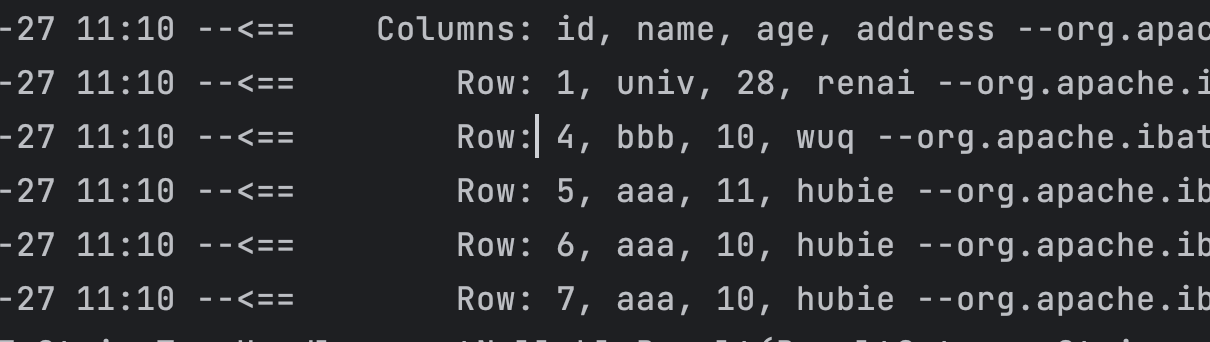 -27 11:10 --<==    Columns: id, name, age, address --org.apac
-27 11:10 --<==        Row: 1, univ, 28, renai --org.apache.i
-27 11:10 --<==        Row: 4, bbb, 10, wuq --org.apache.ibat
-27 11:10 --<==        Row: 5, aaa, 11, hubie --org.apache.ib
-27 11:10 --<==        Row: 6, aaa, 10, hubie --org.apache.ib
-27 11:10 --<==        Row: 7, aaa, 10, hubie --org.apache.ib